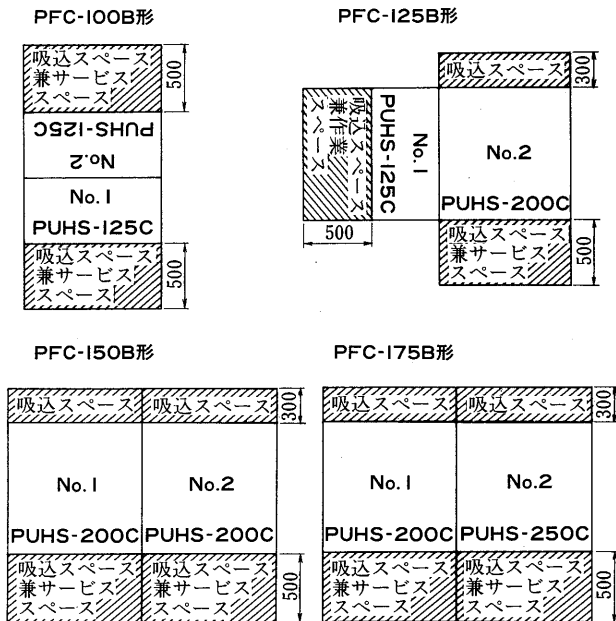 PFC-100B形
吸込スペース
兼サービス
スペース
500
PUHS-125C
No.2
No.1
PUHS-125C
吸込スペース
兼サービス
スペース
500
PFC-125B形
吸込スペース
300
吸込スペース
兼作業
スペース
500
PUHS-125C
No.1
No.2
PUHS-200C
吸込スペース
兼サービス
スペース
500
PFC-150B形
吸込スペース 吸込スペース
300
No.1 No.2
PUHS-200C PUHS-200C
吸込スペース 吸込スペース
兼サービス 兼サービス
スペース スペース
500
PFC-175B形
吸込スペース 吸込スペース
300
No.1 No.2
PUHS-200C PUHS-250C
吸込スペース 吸込スペース
兼サービス 兼サービス
スペース スペース
500